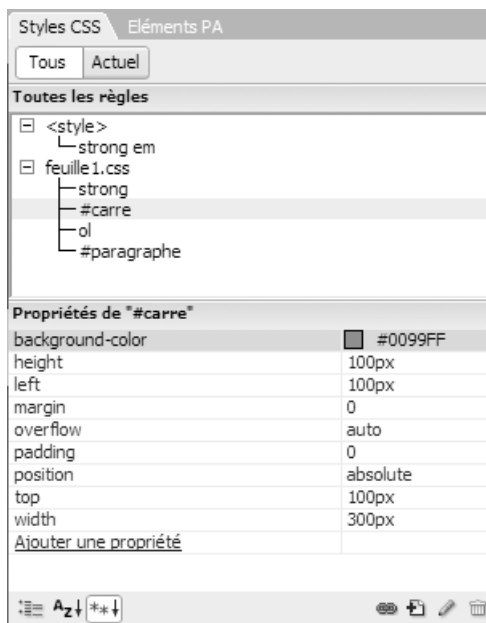 Styles CSS Eléments PA
Tous Actuel
Toutes les règles
<style>
strong em
feuille1.css
strong
#carre
ol
#paragraphe
Propriétés de "#carre"
background-color #0099FF
height 100px
left 100px
margin 0
overflow auto
padding 0
position absolute
top 100px
width 300px
Ajouter une propriété
Az↓ **↓